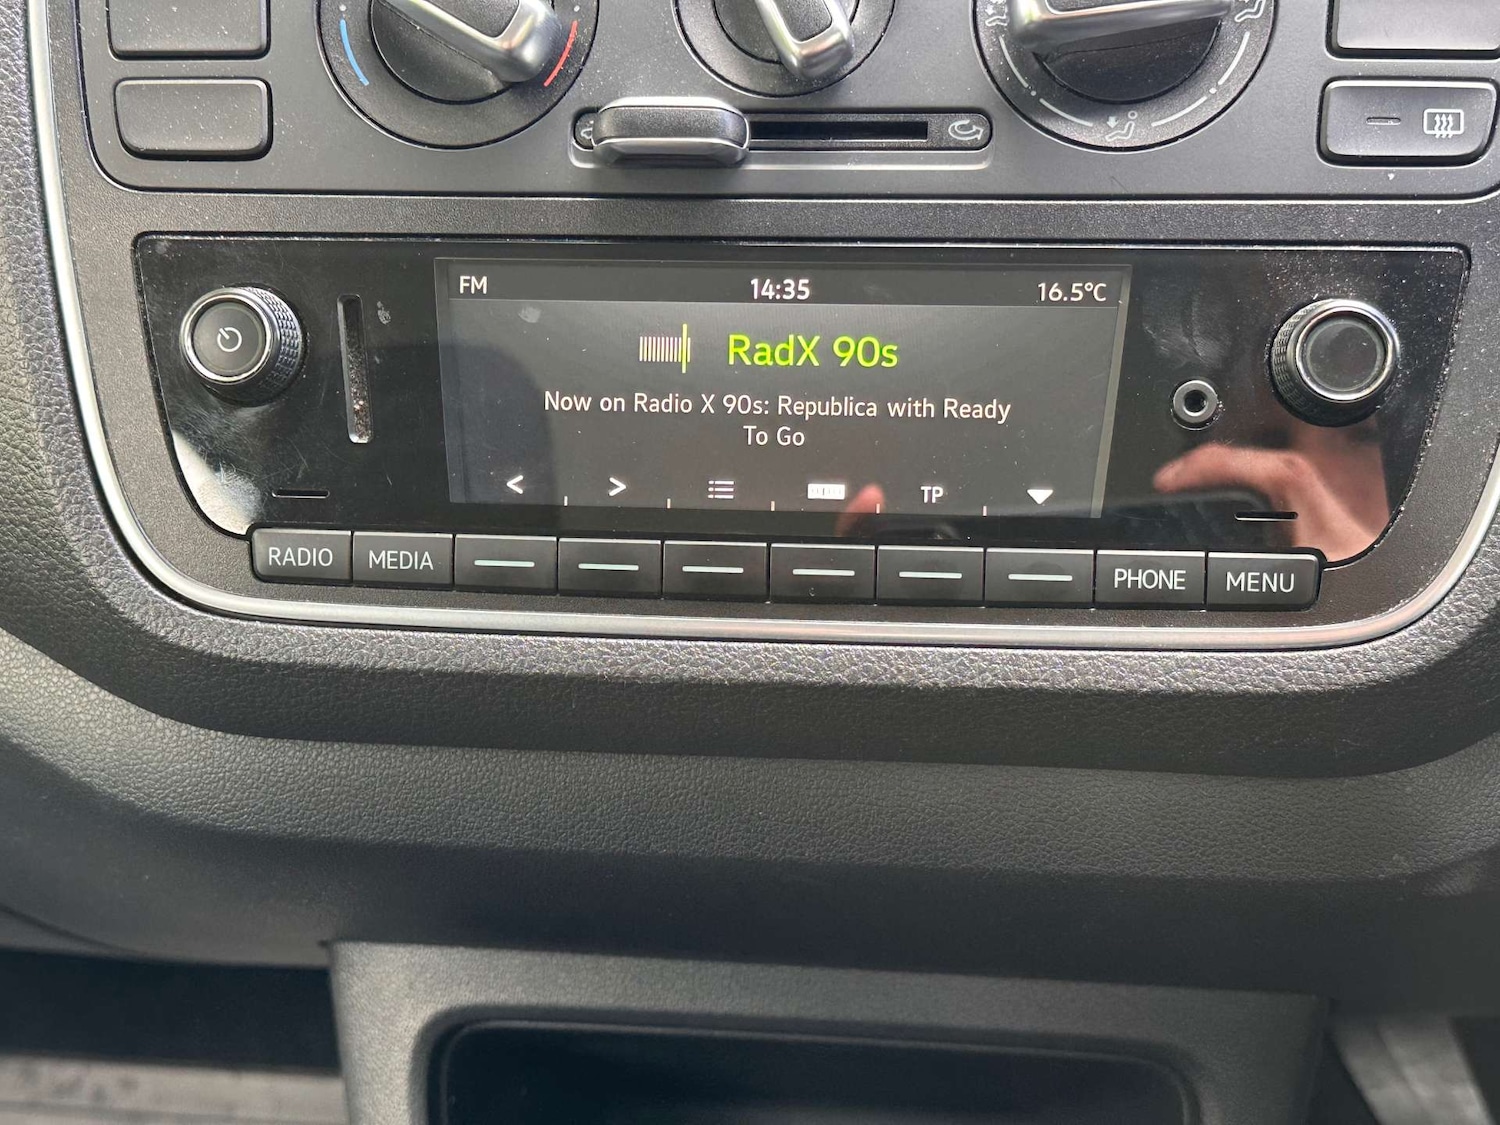 FM 14:35 16.5°C
RadX 90s
Now on Radio X 90s: Republica with Ready
To Go
< > TP
RADIO MEDIA PHONE MENU